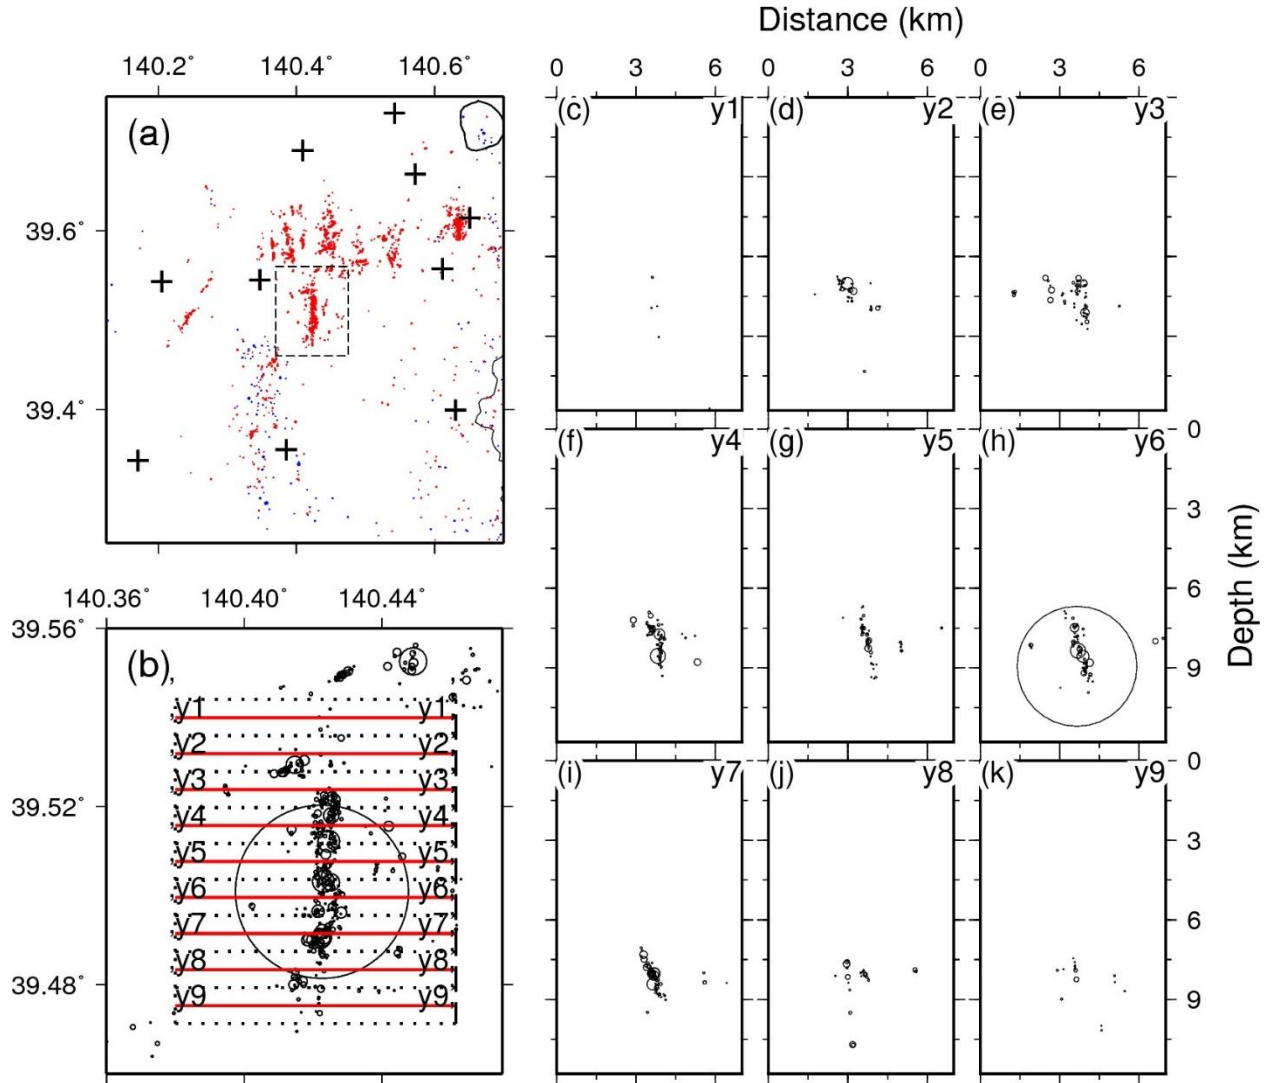 Distance (km)
140.2° 140.4° 140.6°
0 3 6 0 3 6 0 3 6
(a)
39.6°
39.4°
(c) y1 (d) y2 (e) y3
(f) y4 (g) y5 (h) y6
0
3
6
9
Depth (km)
140.36° 140.40° 140.44°
39.56°
39.52°
39.48°
(b)
y1 y1
y2 y2
y3 y3
y4 y4
y5 y5
y6 y6
y7 y7
y8 y8
y9 y9
(i) y7 (j) y8 (k) y9
0
3
6
9